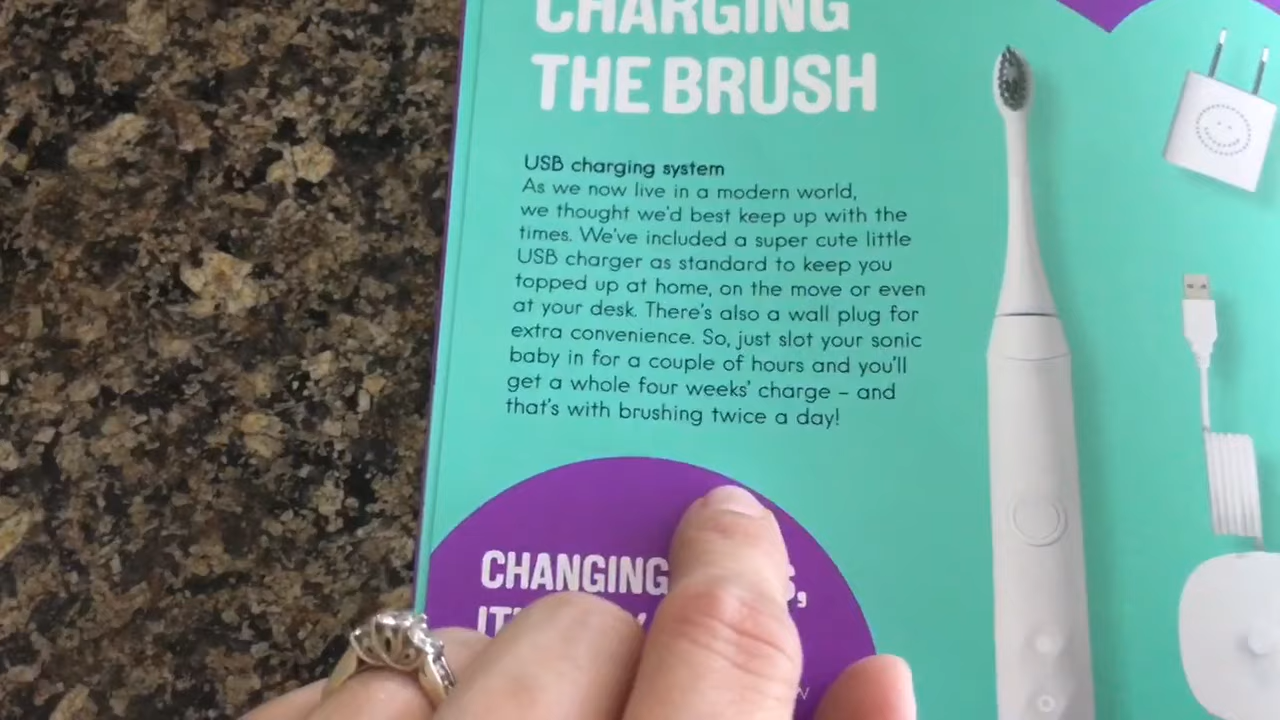 CHARGING
THE BRUSH
USB charging system
As we now live in a modern world,
we thought we'd best keep up with the
times. We've included a super cute little
USB charger as standard to keep you
topped up at home, on the move or even
at your desk. There's also a wall plug for
extra convenience. So, just slot your sonic
baby in for a couple of hours and you'll
get a whole four weeks' charge – and
that's with brushing twice a day!
CHANGING